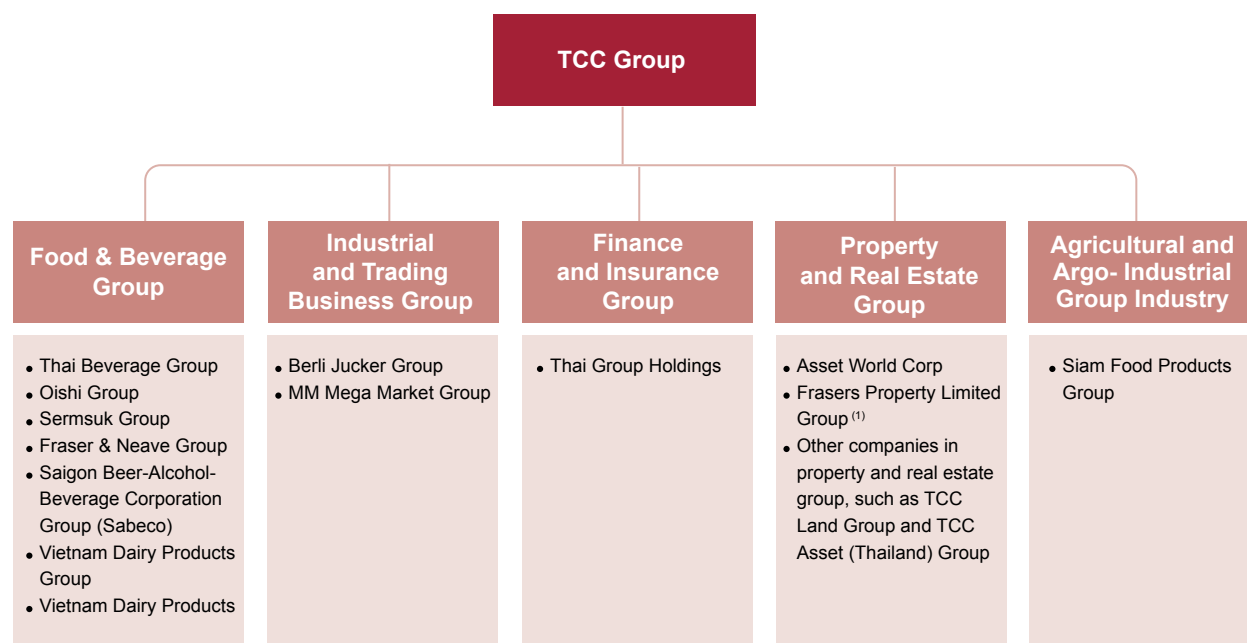 TCC Group
Food & Beverage
Group
Industrial
and Trading
Business Group
Finance
and Insurance
Group
Property
and Real Estate
Group
Agricultural and
Argo- Industrial
Group Industry
• Thai Beverage Group
• Oishi Group
• Sermsuk Group
• Fraser & Neave Group
• Saigon Beer-Alcohol-
Beverage Corporation
Group (Sabeco)
• Vietnam Dairy Products
Group
• Vietnam Dairy Products
• Berli Jucker Group
• MM Mega Market Group
• Thai Group Holdings
• Asset World Corp
• Frasers Property Limited
Group (1)
• Other companies in
property and real estate
group, such as TCC
Land Group and TCC
Asset (Thailand) Group
• Siam Food Products
Group